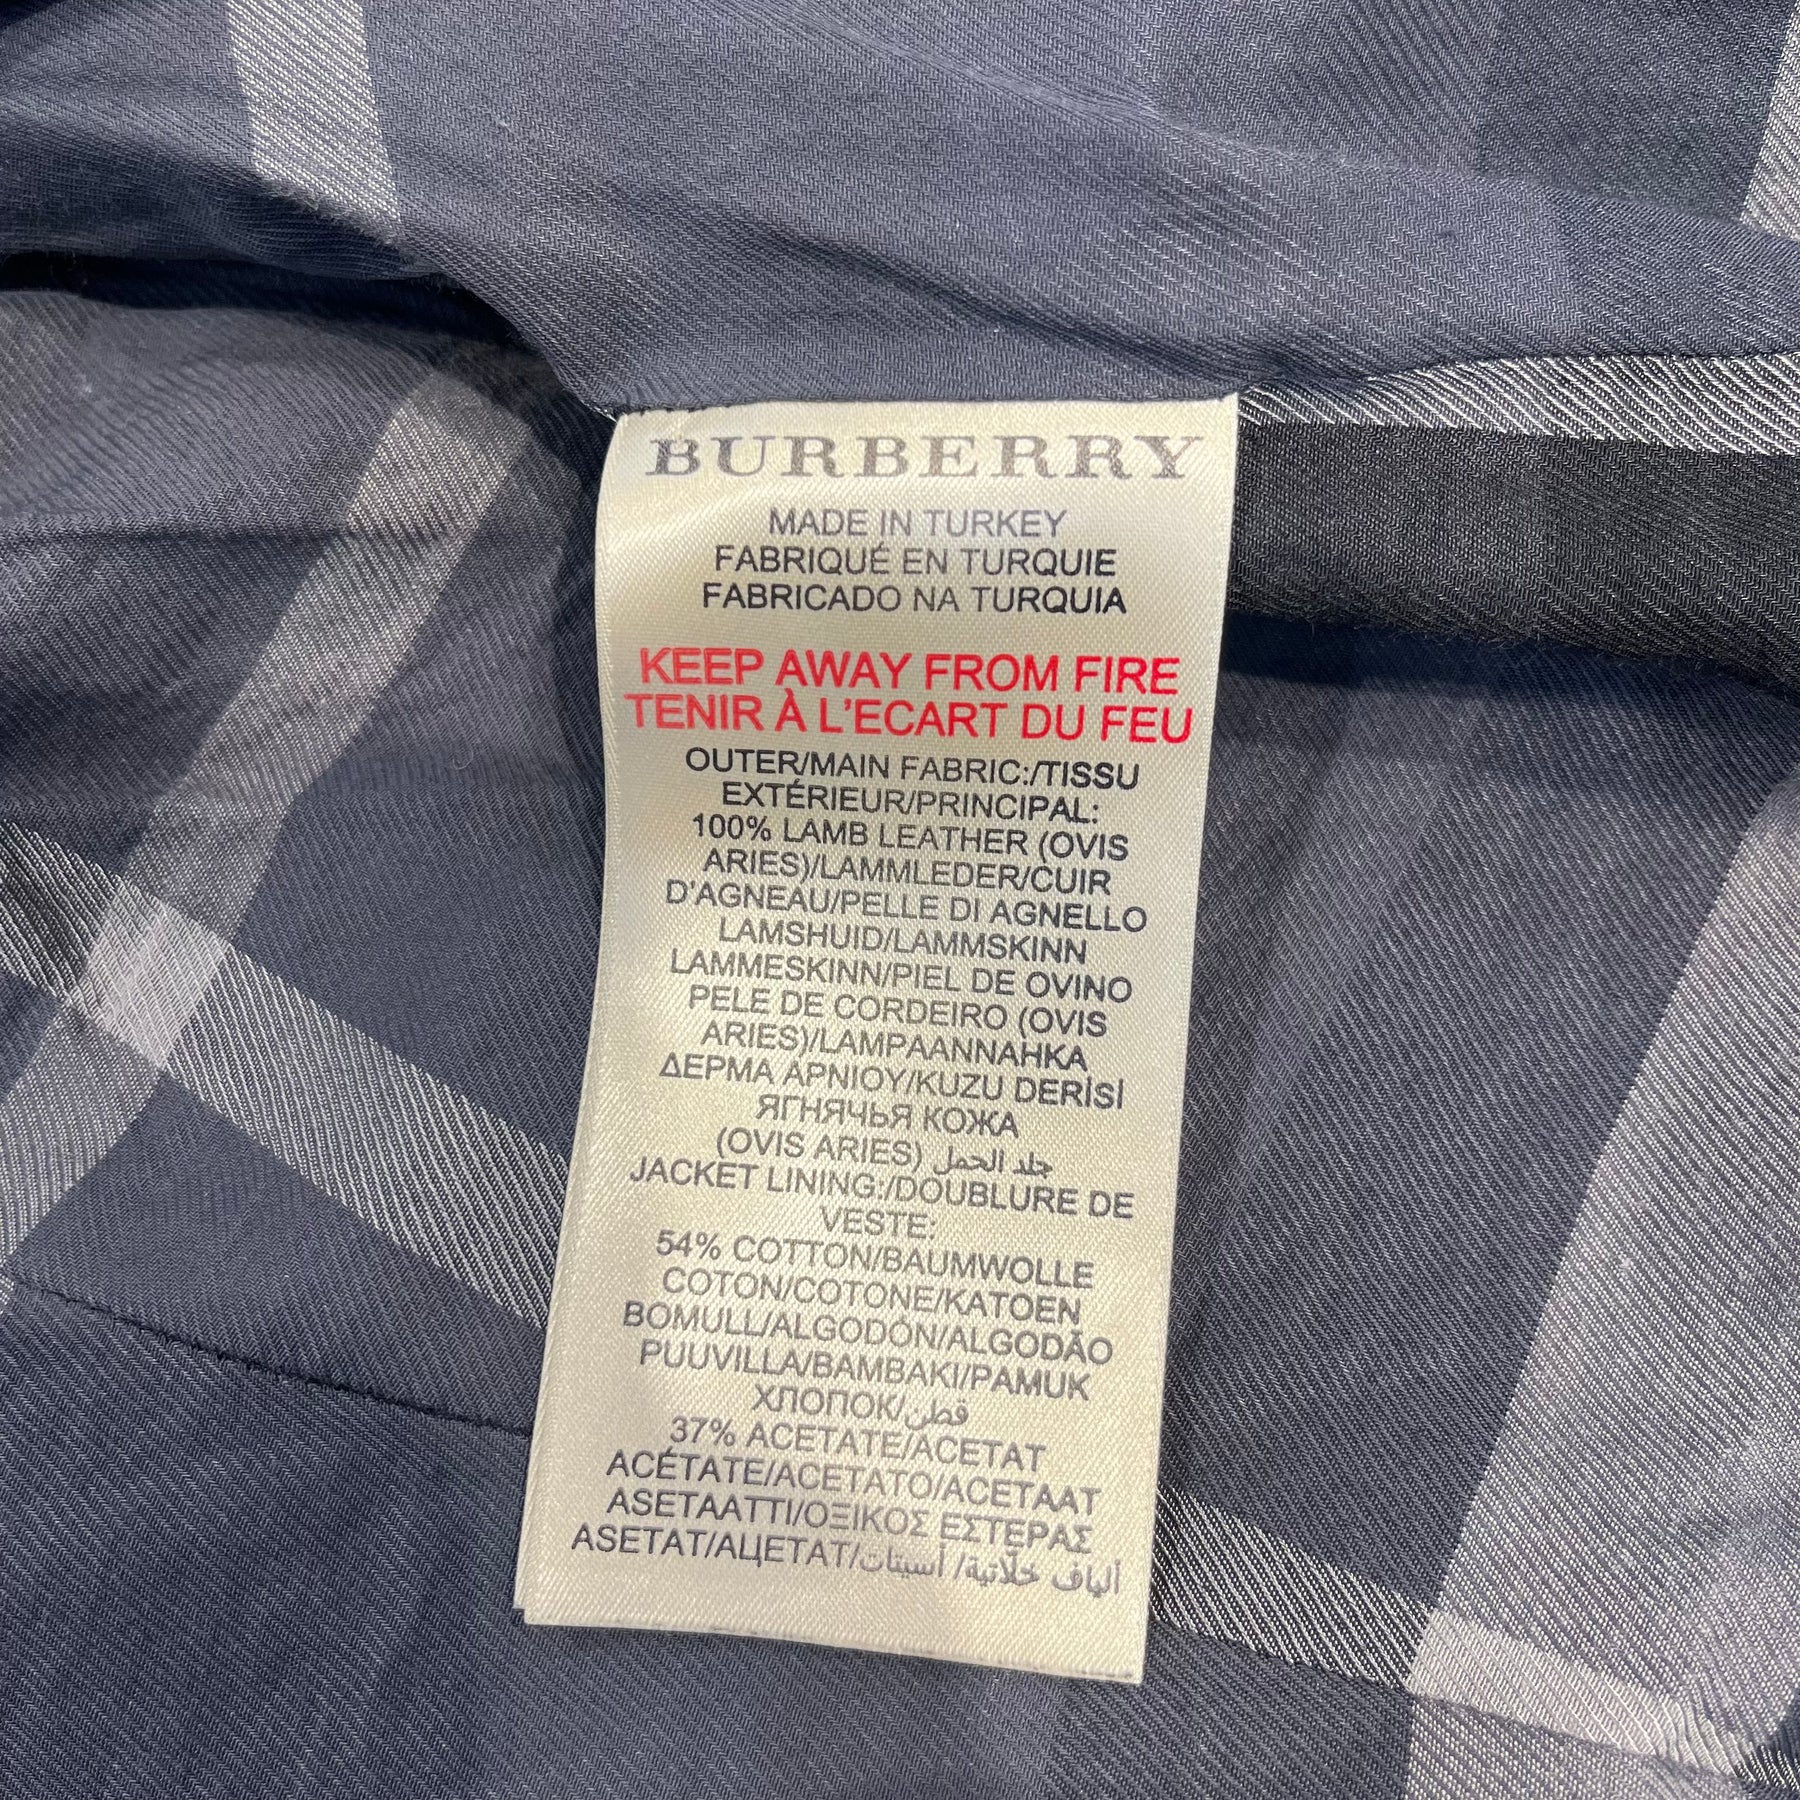 BURBERRY
MADE IN TURKEY
FABRIQUÉ EN TURQUIE
FABRICADO NA TURQUIA
KEEP AWAY FROM FIRE
TENIR À L'ECART DU FEU
OUTER/MAIN FABRIC:/TISSU
EXTÉRIEUR/PRINCIPAL:
100% LAMB LEATHER (OVIS
ARIES)/LAMMLEDER/CUIR
D'AGNEAU/PELLE DI AGNELLO
LAMSHUID/LAMMSKINN
LAMMESKINN/PIEL DE OVINO
PELE DE CORDEIRO (OVIS
ARIES)/LAMPAANNAHKA
ΔΕΡΜΑ ΑΡΝΙΟΥ/KUZU DERİSİ
ЯГНЯЧЬЯ КОЖА
(OVIS ARIES) جلد الحمل
JACKET LINING:/DOUBLURE DE
VESTE:
54% COTTON/BAUMWOLLE
COTON/COTONE/KATOEN
BOMULL/ALGODÓN/ALGODÃO
PUUVILLA/ΒΑΜΒΑΚΙ/PAMUK
ХЛОПОК/قطن
37% ACETATE/ACETAT
ACÉTATE/ACETATO/ACETAAT
ASETAATTI/ΟΞΙΚΟΣ ΕΣΤΕΡΑΣ
ASETAT/АЦЕТАТ/ألياف خلّاتية/ أسيتات